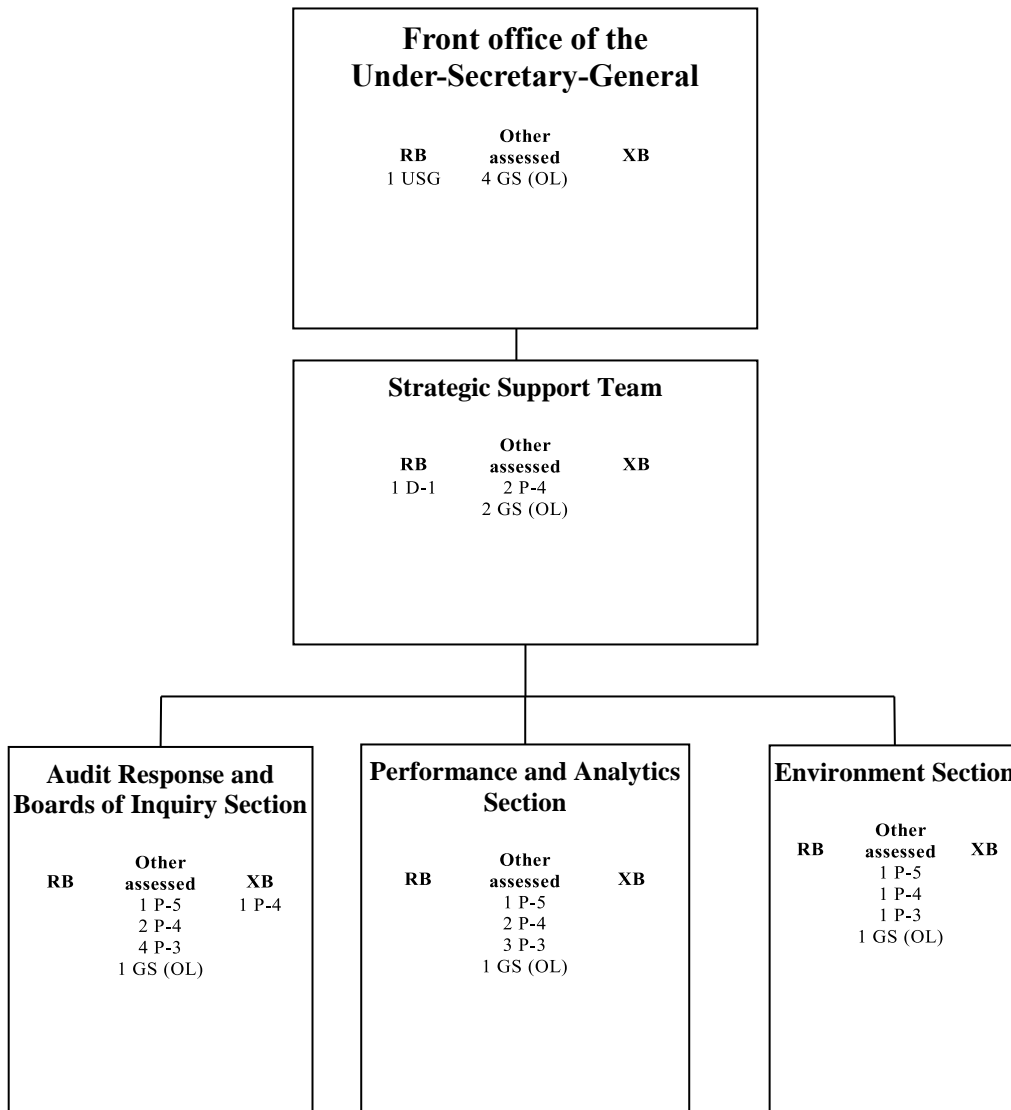 Front office of the
Under-Secretary-General
RB Other assessed XB
1 USG 4 GS (OL)
Strategic Support Team
RB Other assessed XB
1 D-1 2 P-4
2 GS (OL)
Audit Response and
Boards of Inquiry Section
RB Other assessed XB
1 P-5 1 P-4
2 P-4
4 P-3
1 GS (OL)
Performance and Analytics
Section
RB Other assessed XB
1 P-5
2 P-4
3 P-3
1 GS (OL)
Environment Section
RB Other assessed XB
1 P-5
1 P-4
1 P-3
1 GS (OL)